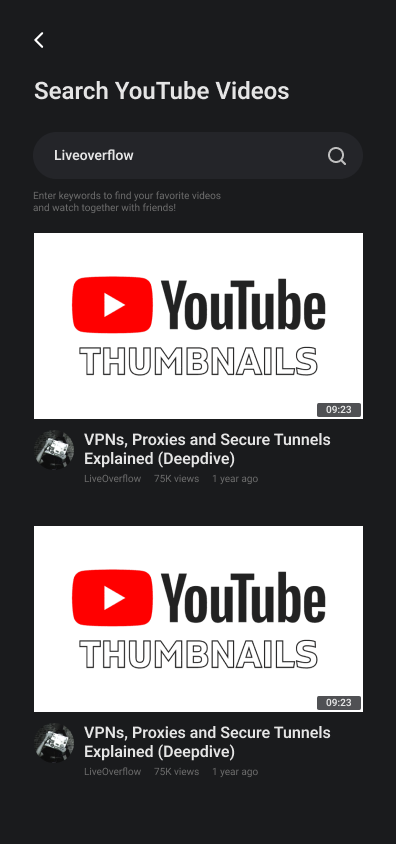 Search YouTube Videos
Liveoverflow
Enter keywords to find your favorite videos
and watch together with friends!
YouTube
THUMBNAILS
09:23
VPNs, Proxies and Secure Tunnels
Explained (Deepdive)
LiveOverflow 75K views 1 year ago
YouTube
THUMBNAILS
09:23
VPNs, Proxies and Secure Tunnels
Explained (Deepdive)
LiveOverflow 75K views 1 year ago